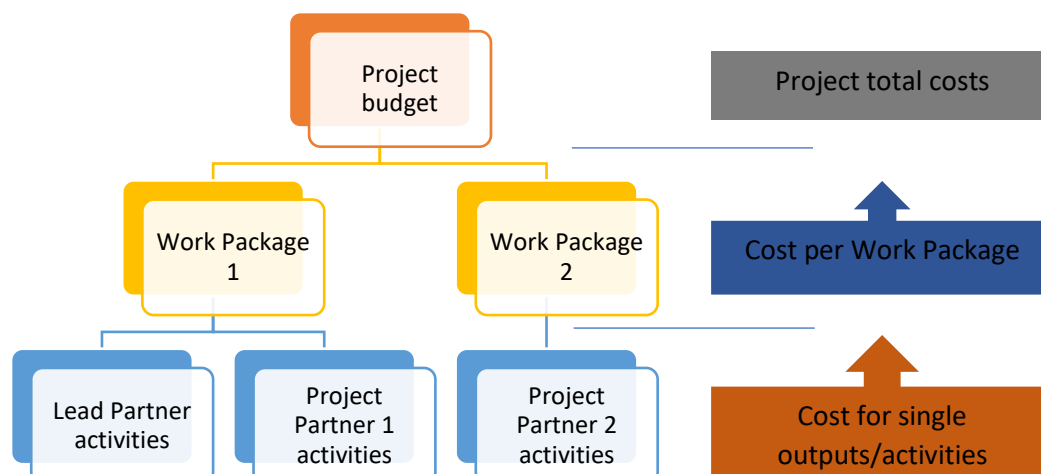 Project
budget
Project total costs
Work Package
1
Work Package
2
Cost per Work Package
Lead Partner
activities
Project
Partner 1
activities
Project
Partner 2
activities
Cost for single
outputs/activities